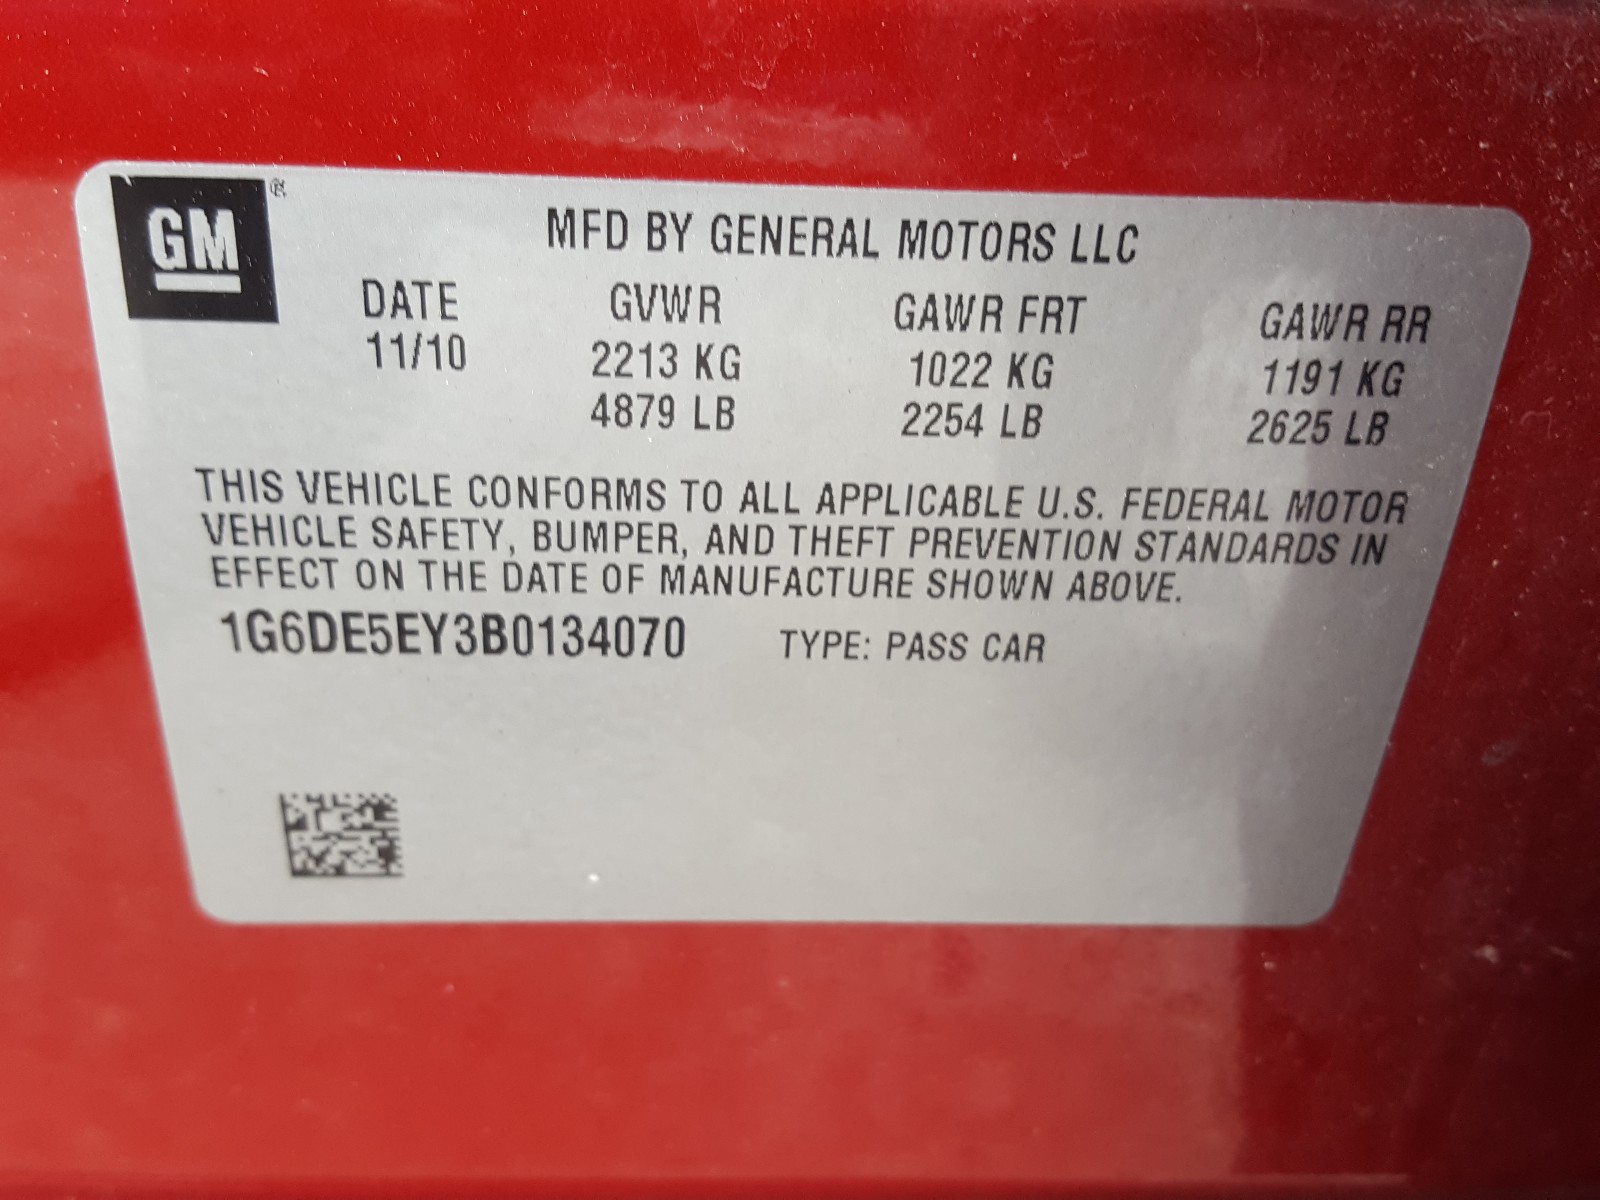 GM ®
MFD BY GENERAL MOTORS LLC
DATE GVWR GAWR FRT GAWR RR
11/10 2213 KG 1022 KG 1191 KG
4879 LB 2254 LB 2625 LB
THIS VEHICLE CONFORMS TO ALL APPLICABLE U.S. FEDERAL MOTOR
VEHICLE SAFETY, BUMPER, AND THEFT PREVENTION STANDARDS IN
EFFECT ON THE DATE OF MANUFACTURE SHOWN ABOVE.
1G6DE5EY3B0134070 TYPE: PASS CAR